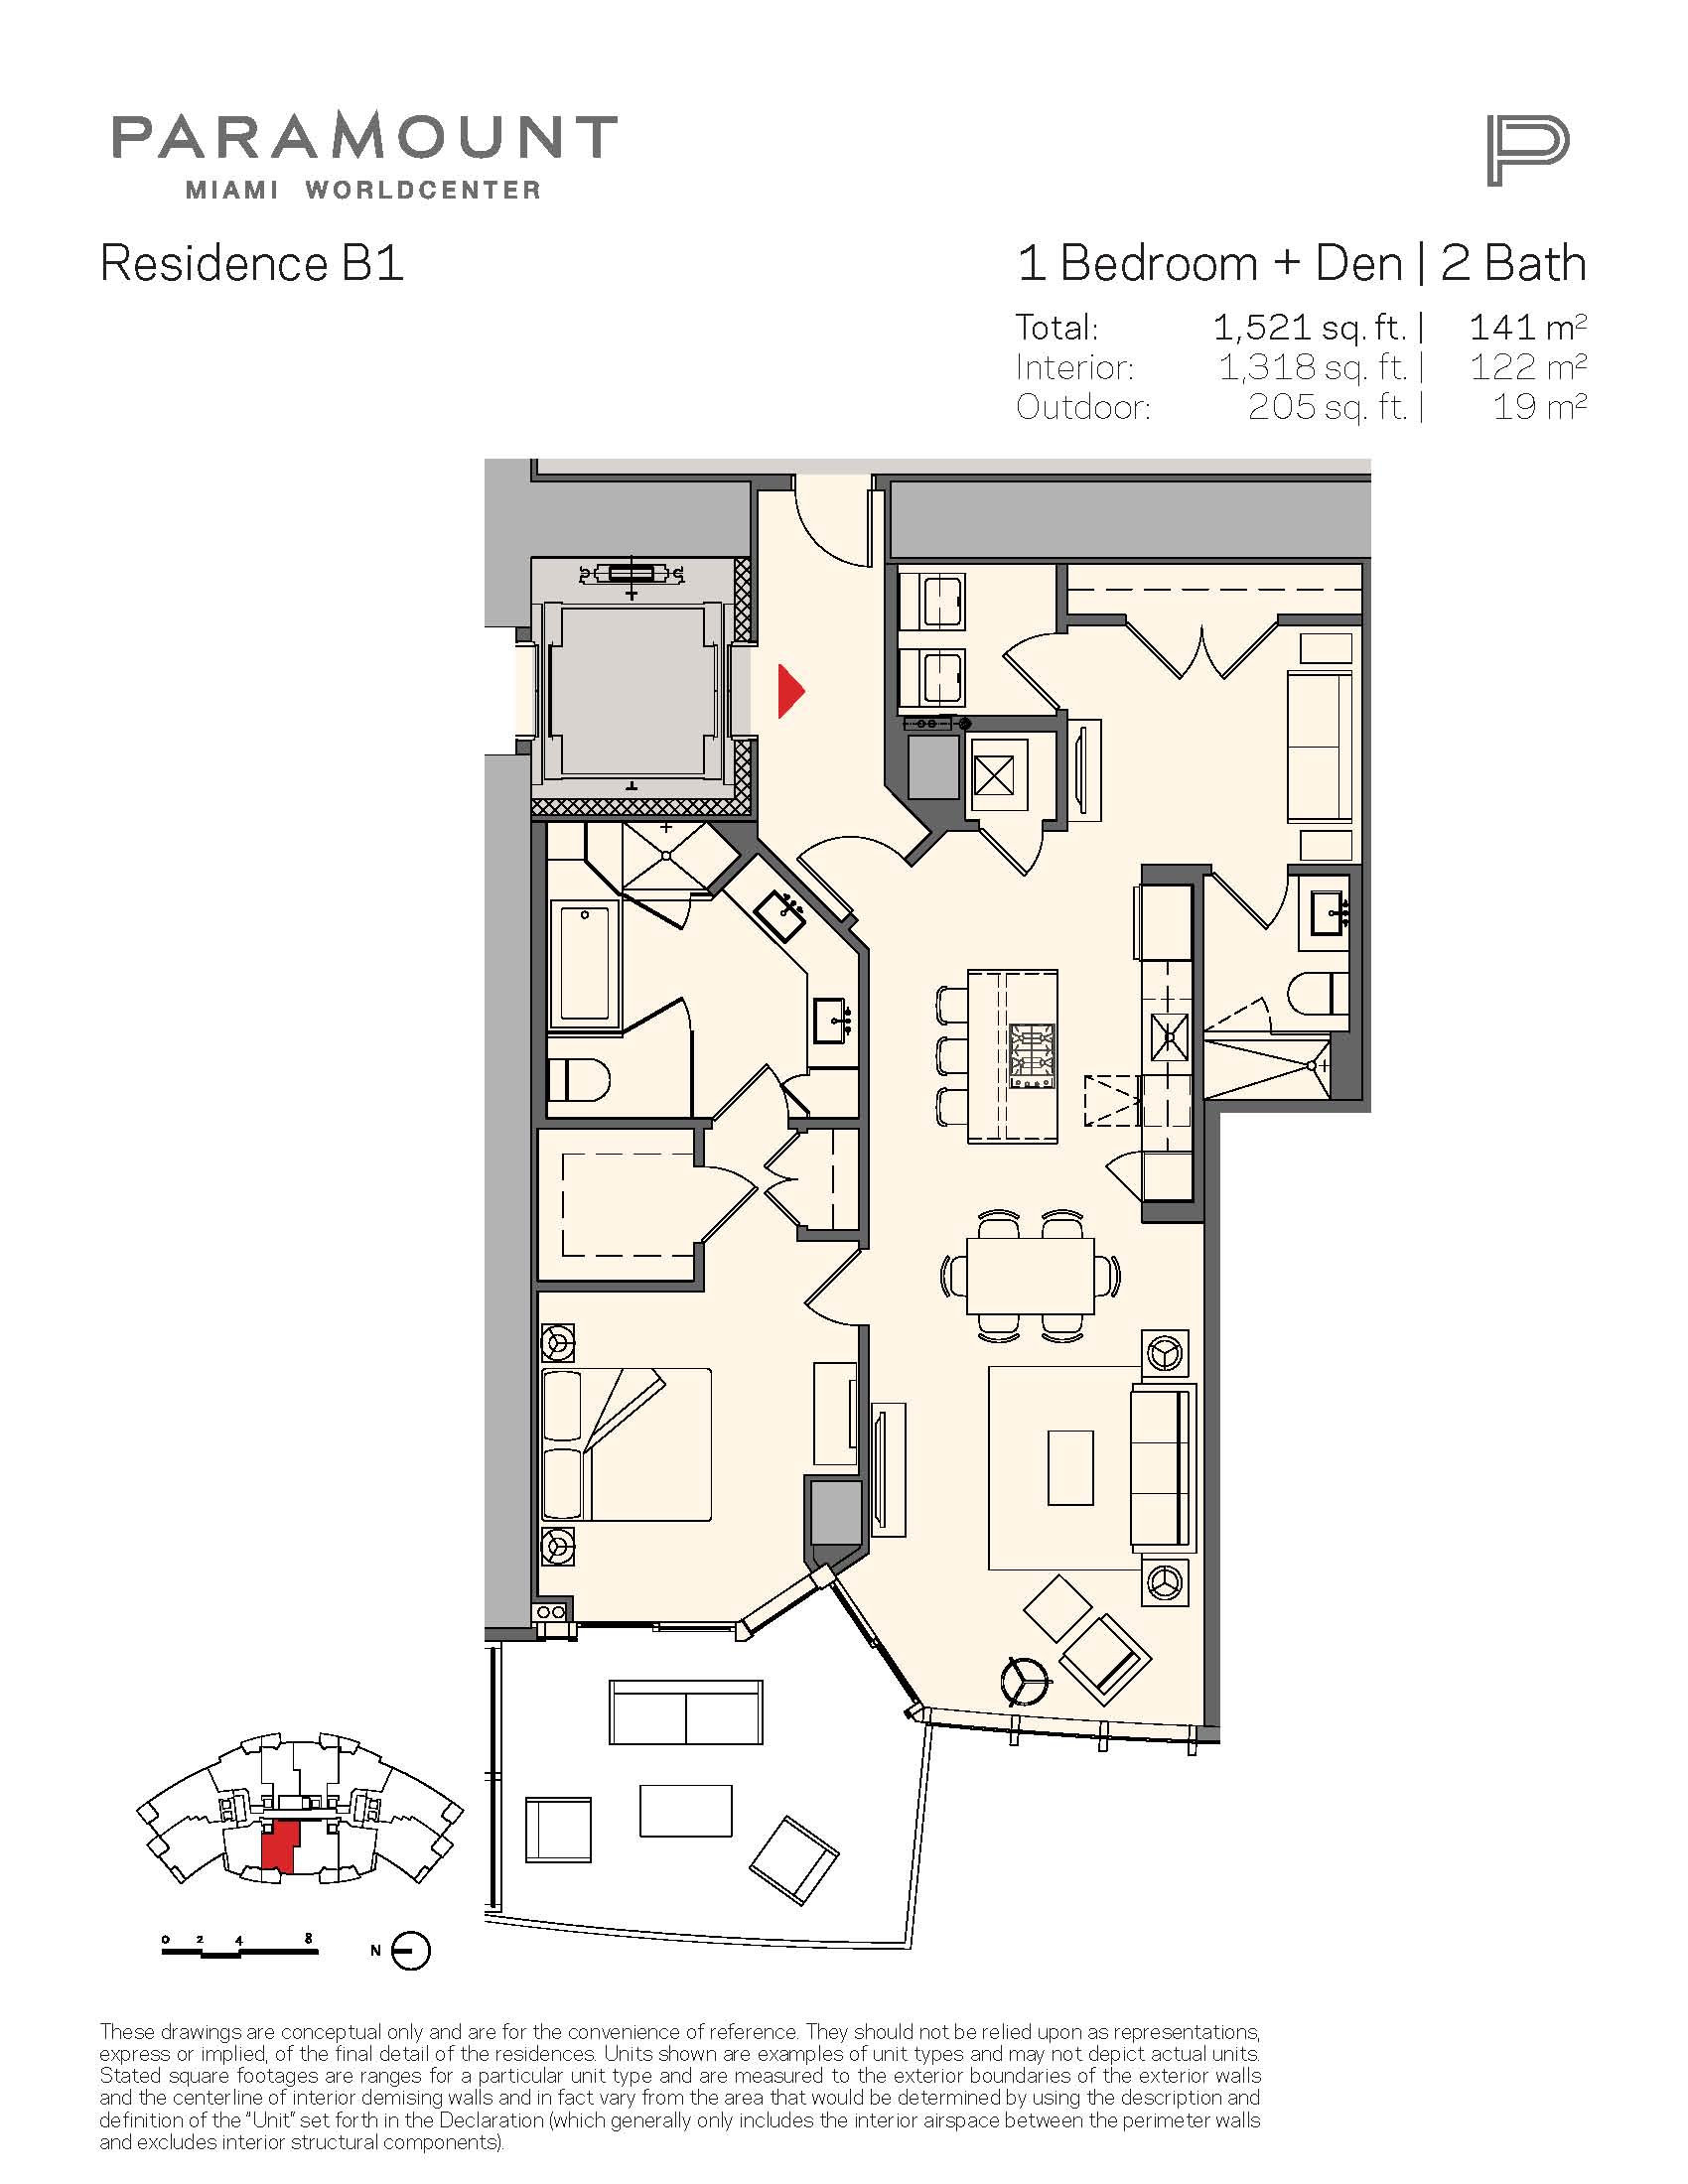 PARAMOUNT
MIAMI WORLDCENTER
P
Residence B1
1 Bedroom + Den | 2 Bath
Total: 1,521 sq. ft. | 141 m²
Interior: 1,318 sq. ft. | 122 m²
Outdoor: 205 sq. ft. | 19 m²
0 2 4 8
N
These drawings are conceptual only and are for the convenience of reference. They should not be relied upon as representations,
express or implied, of the final detail of the residences. Units shown are examples of unit types and may not depict actual units.
Stated square footages are ranges for a particular unit type and are measured to the exterior boundaries of the exterior walls
and the centerline of interior demising walls and in fact vary from the area that would be determined by using the description and
definition of the "Unit" set forth in the Declaration (which generally only includes the interior airspace between the perimeter walls
and excludes interior structural components).